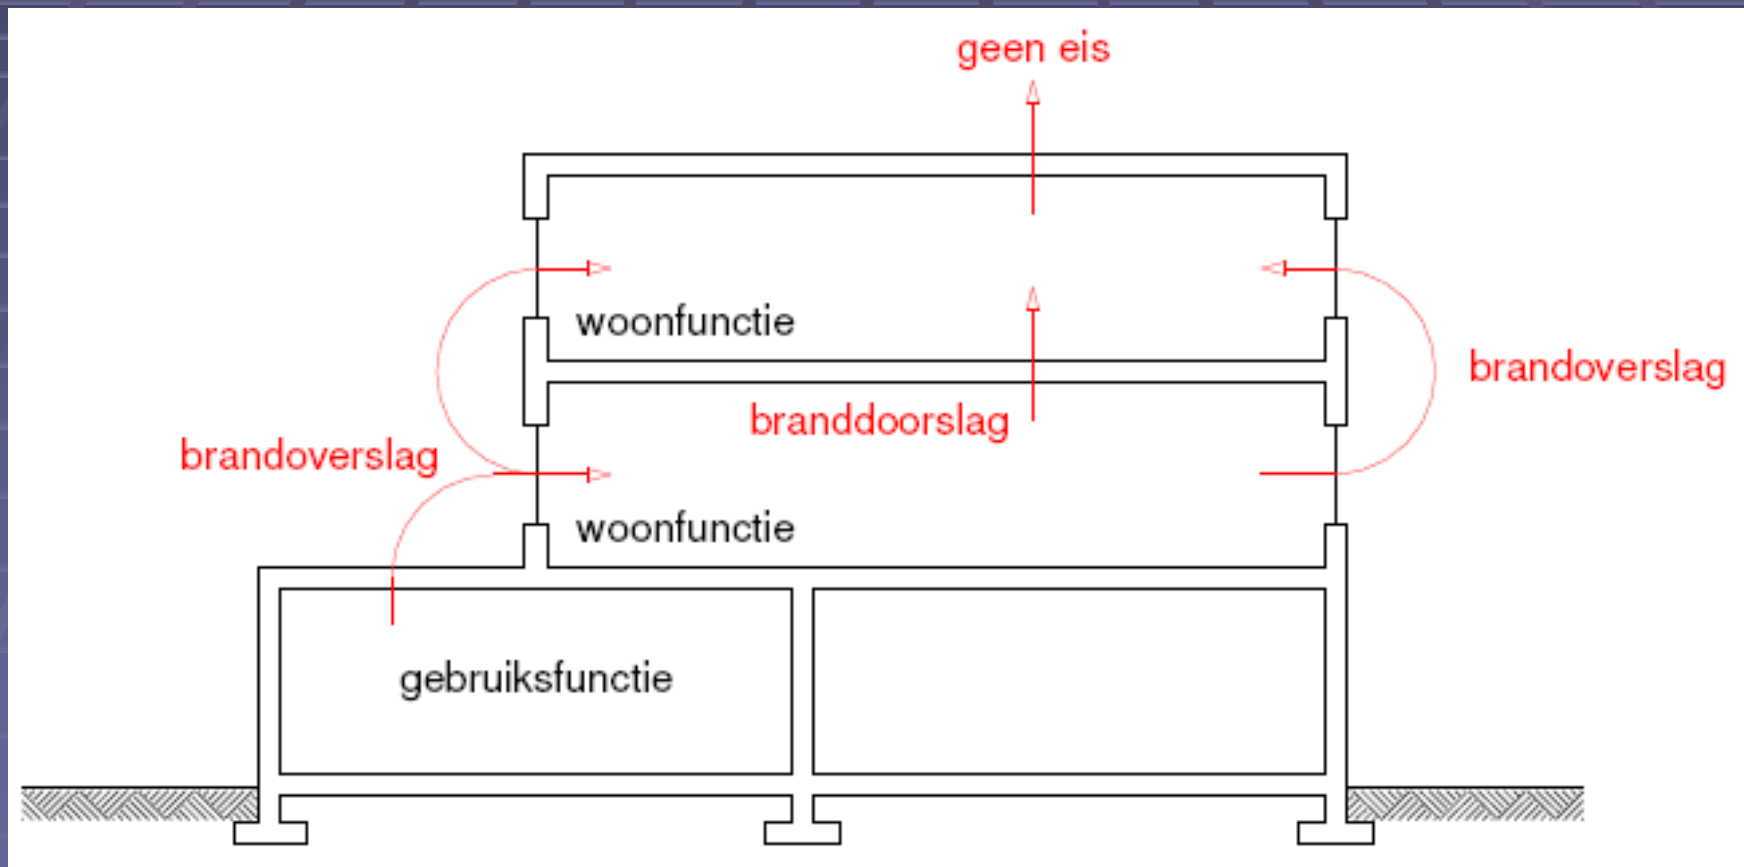 geen eis
woonfunctie
brandoverslag
branddoorslag
brandoverslag
woonfunctie
gebruiksfunctie